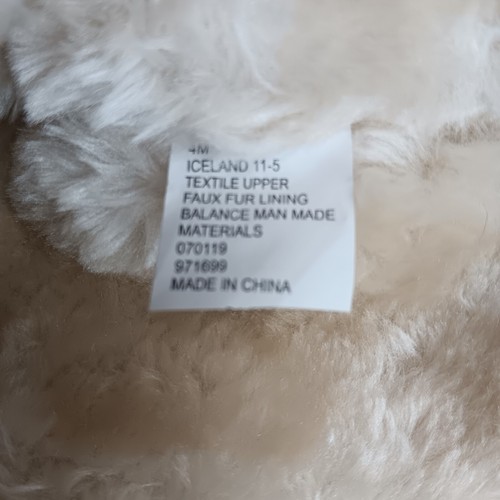 4M
ICELAND 11-5
TEXTILE UPPER
FAUX FUR LINING
BALANCE MAN MADE
MATERIALS
070119
971699
MADE IN CHINA